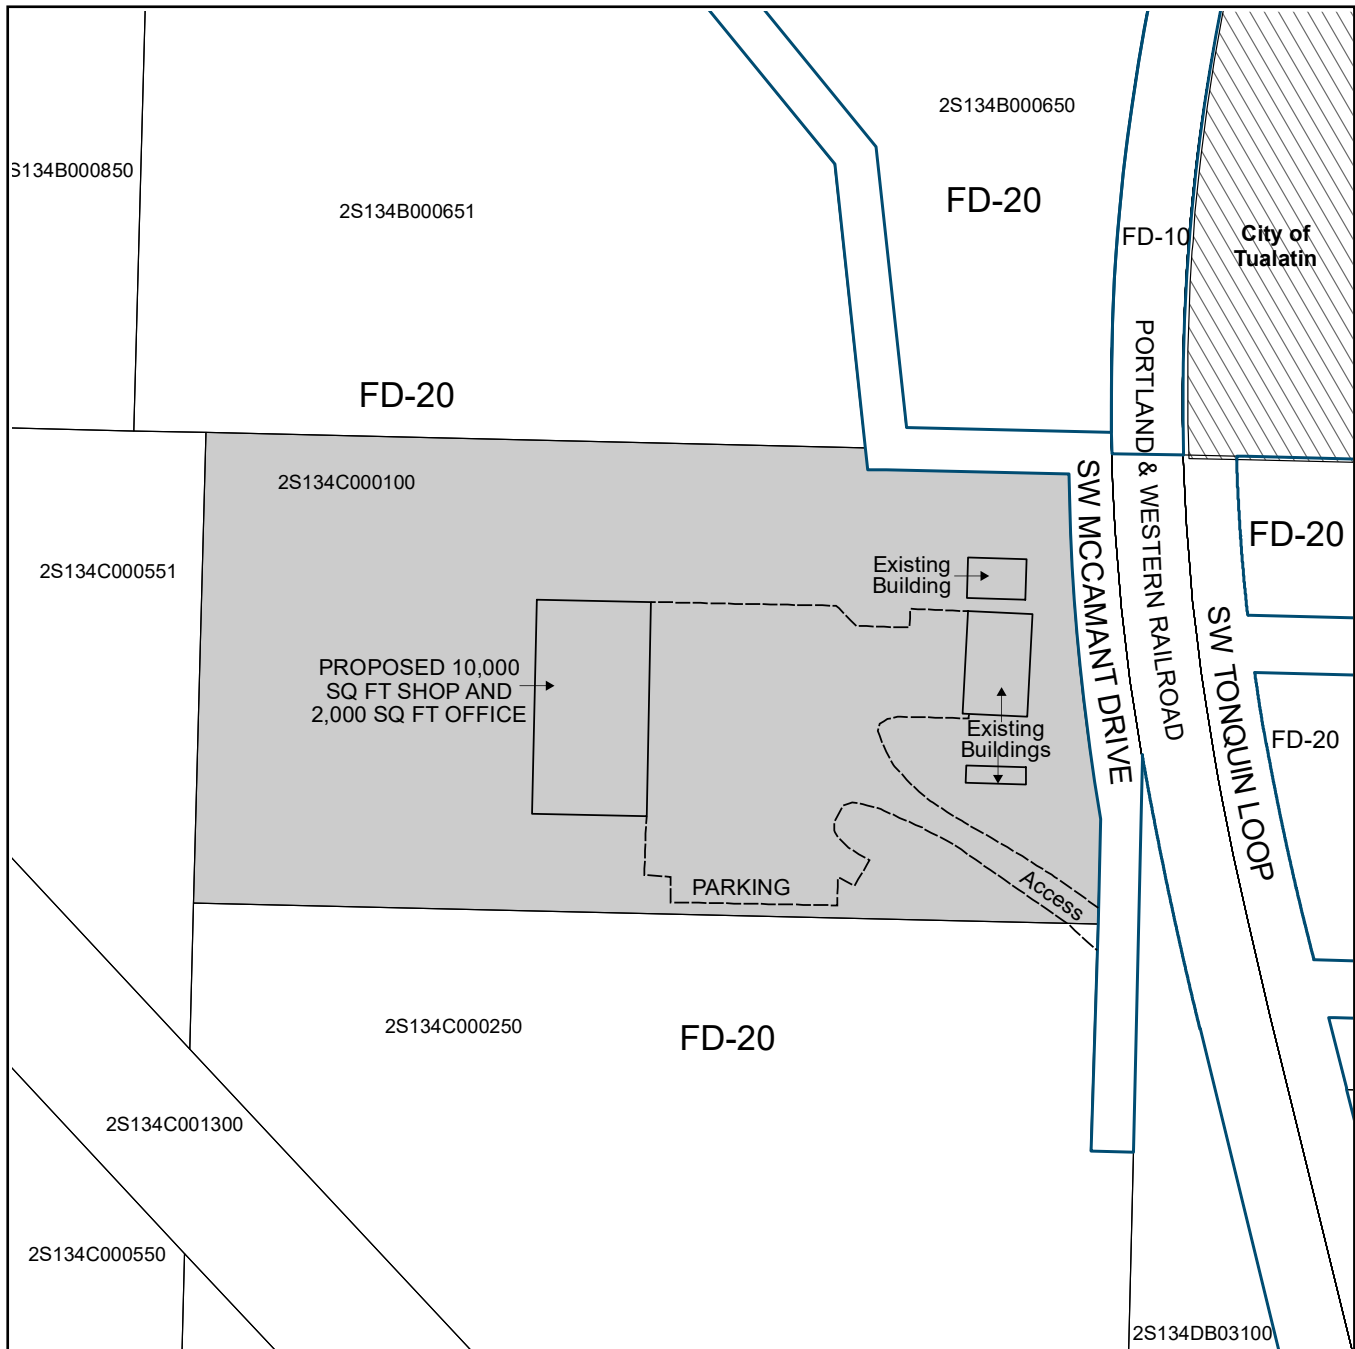 2S134B000650
S134B000850
FD-20
2S134B000651
FD-10
City of
Tualatin
FD-20
2S134C000100
PORTLAND & WESTERN RAILROAD
SW MCCAMANT DRIVE
FD-20
Existing
Building
2S134C000551
SW TONQUIN LOOP
PROPOSED 10,000
SQ FT SHOP AND
2,000 SQ FT OFFICE
Existing
Buildings
FD-20
PARKING
Access
2S134C000250
FD-20
2S134C001300
2S134C000550
2S134DB03100